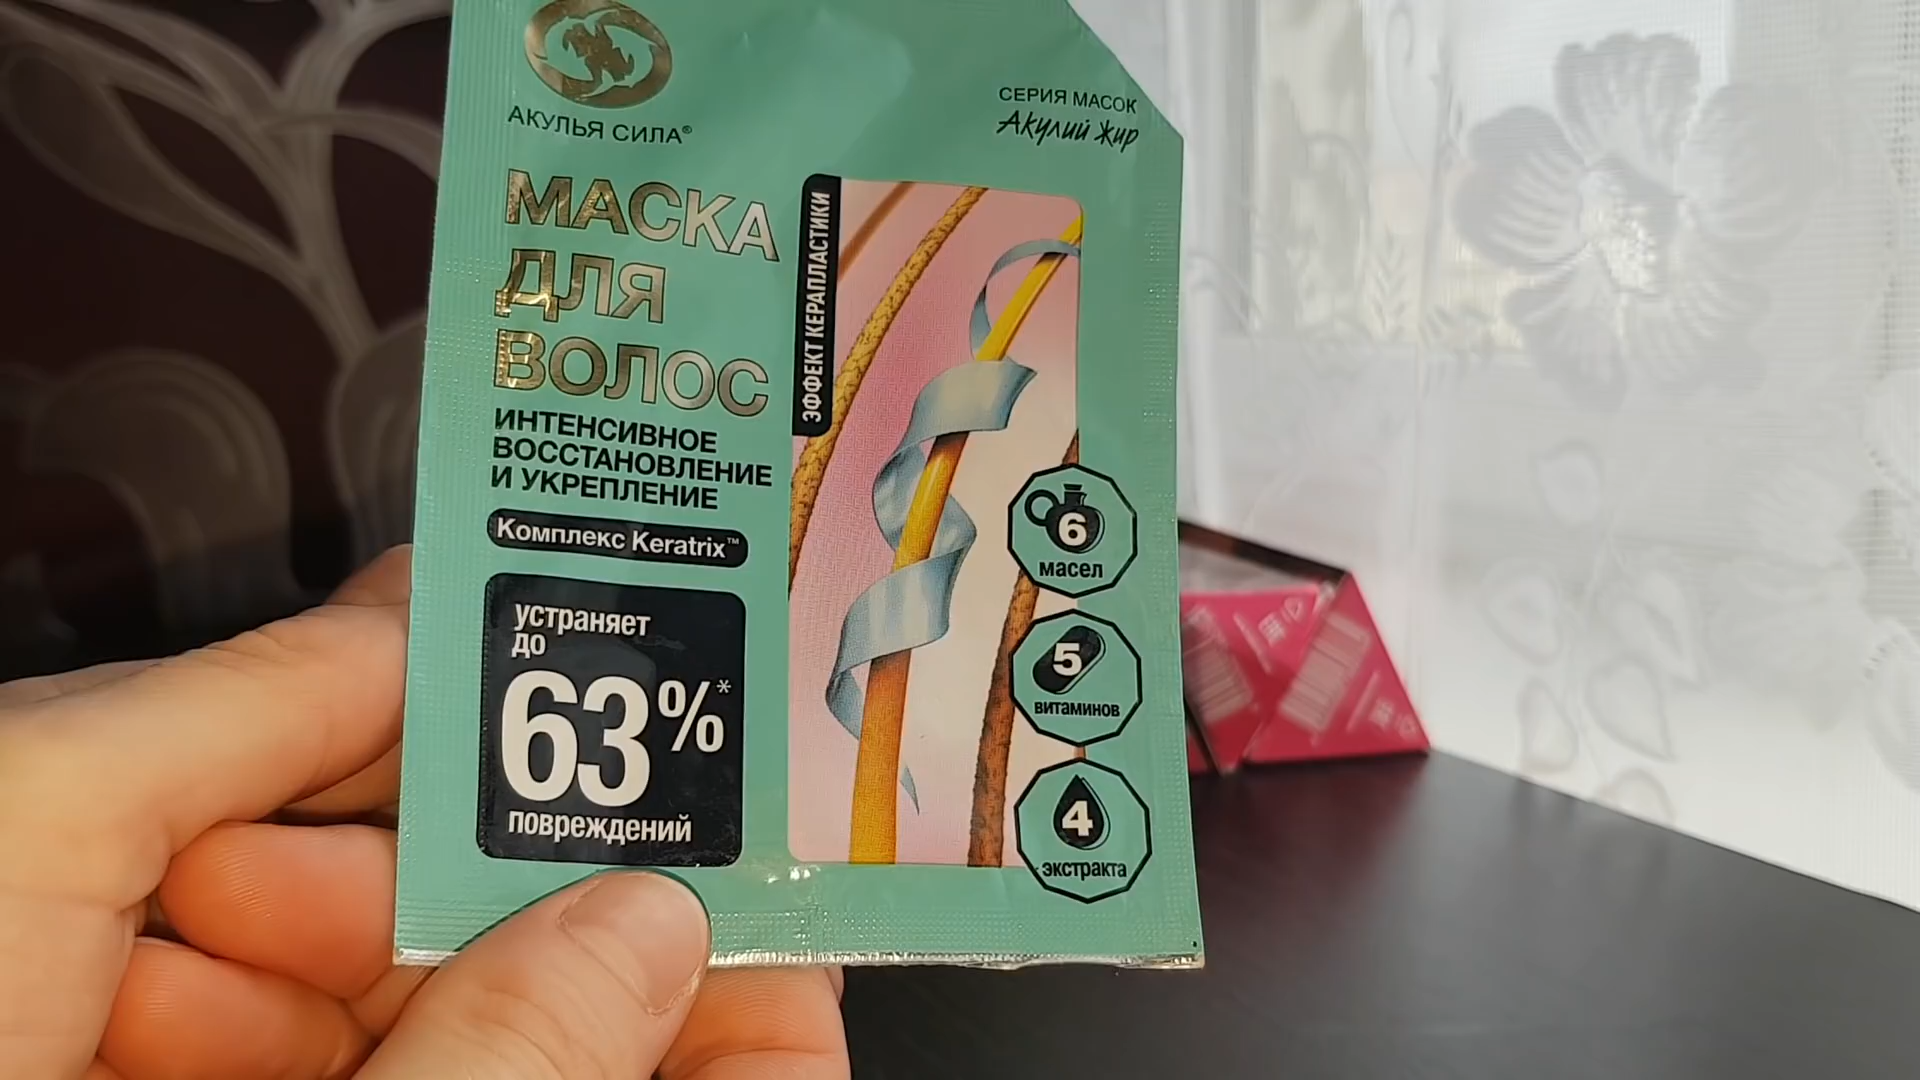 АКУЛЬЯ СИЛА®
СЕРИЯ МАСОК
Акулий жир
МАСКА
ДЛЯ
ВОЛОС
ИНТЕНСИВНОЕ
ВОССТАНОВЛЕНИЕ
И УКРЕПЛЕНИЕ
Комплекс Keratrix™
устраняет
до
63%*
повреждений
ЭФФЕКТ КЕРАПЛАСТИКИ
6
масел
5
витаминов
4
экстракта